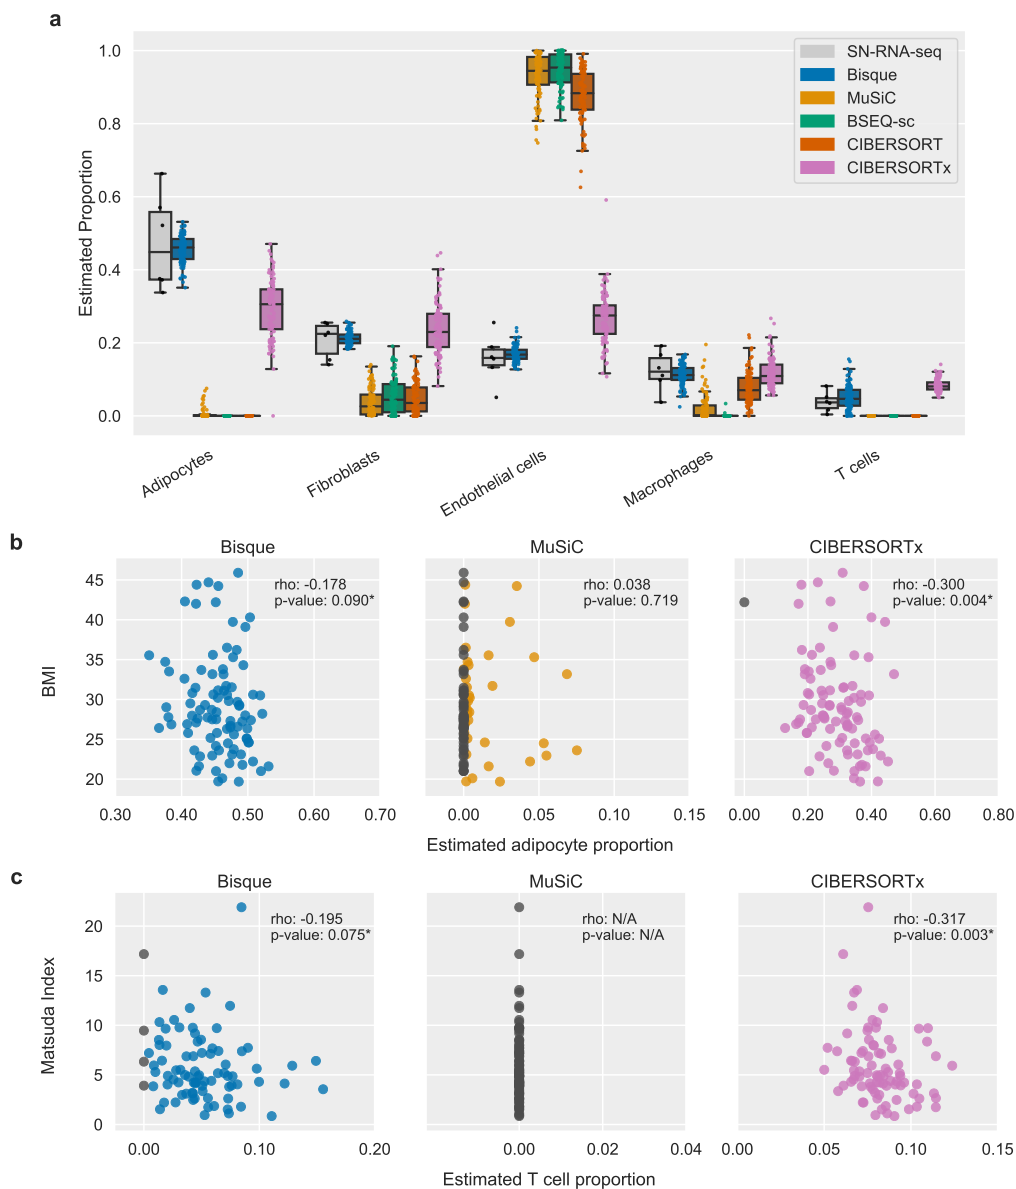 a
1.0
0.8
0.6
0.4
0.2
0.0
Estimated Proportion
SN-RNA-seq
Bisque
MuSiC
BSEQ-sc
CIBERSORT
CIBERSORTx
Adipocytes
Fibroblasts
Endothelial cells
Macrophages
T cells
b
Bisque
MuSiC
CIBERSORTx
BMI
45
40
35
30
25
20
rho: -0.178
p-value: 0.090*
rho: 0.038
p-value: 0.719
rho: -0.300
p-value: 0.004*
0.30 0.40 0.50 0.60 0.70
0.00 0.05 0.10 0.15
0.00 0.20 0.40 0.60 0.80
Estimated adipocyte proportion
c
Bisque
MuSiC
CIBERSORTx
Matsuda Index
20
15
10
5
0
rho: -0.195
p-value: 0.075*
rho: N/A
p-value: N/A
rho: -0.317
p-value: 0.003*
0.00 0.10 0.20
0.00 0.02 0.04
0.00 0.05 0.10 0.15
Estimated T cell proportion